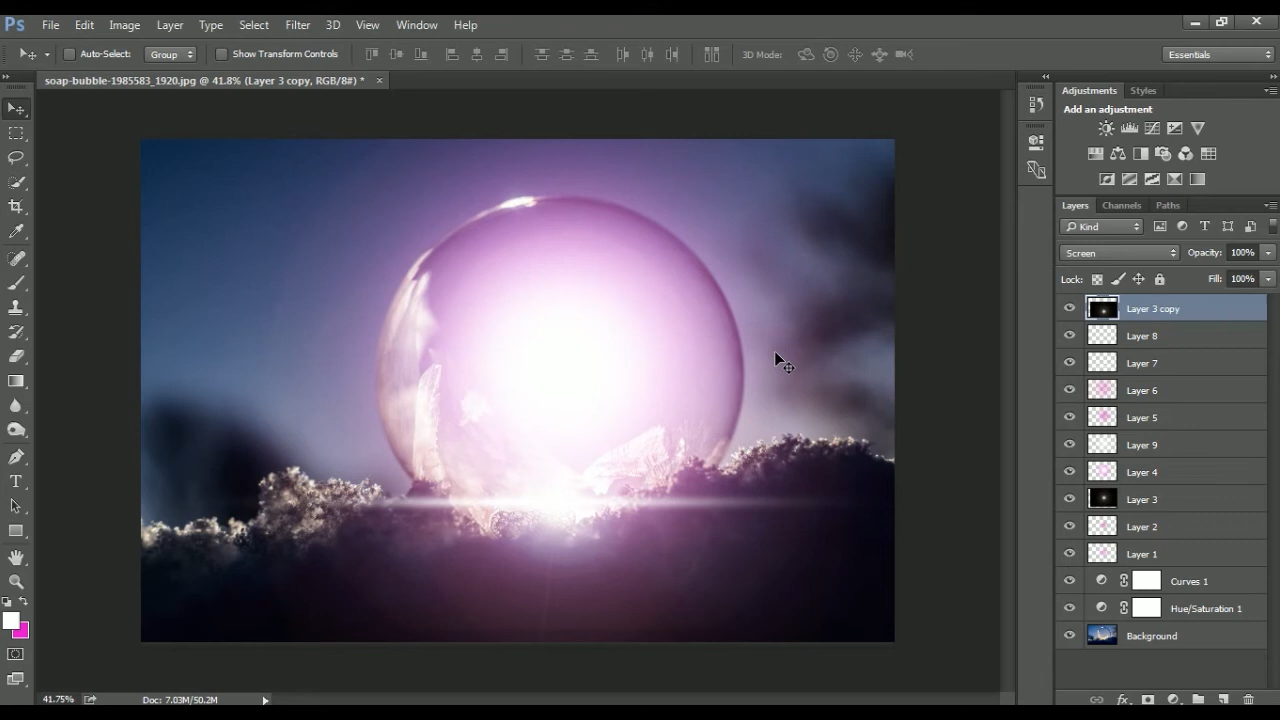 Ps File Edit Image Layer Type Select Filter 3D View Window Help
Auto-Select: Group Show Transform Controls 3D Mode: Essentials
soap-bubble-1985583_1920.jpg @ 41.8% (Layer 3 copy, RGB/8#) * ×
Adjustments Styles
Add an adjustment
Layers Channels Paths
Kind
Screen Opacity: 100%
Lock: Fill: 100%
Layer 3 copy
Layer 8
Layer 7
Layer 6
Layer 5
Layer 9
Layer 4
Layer 3
Layer 2
Layer 1
Curves 1
Hue/Saturation 1
Background
41.75% Doc: 7.03M/50.2M